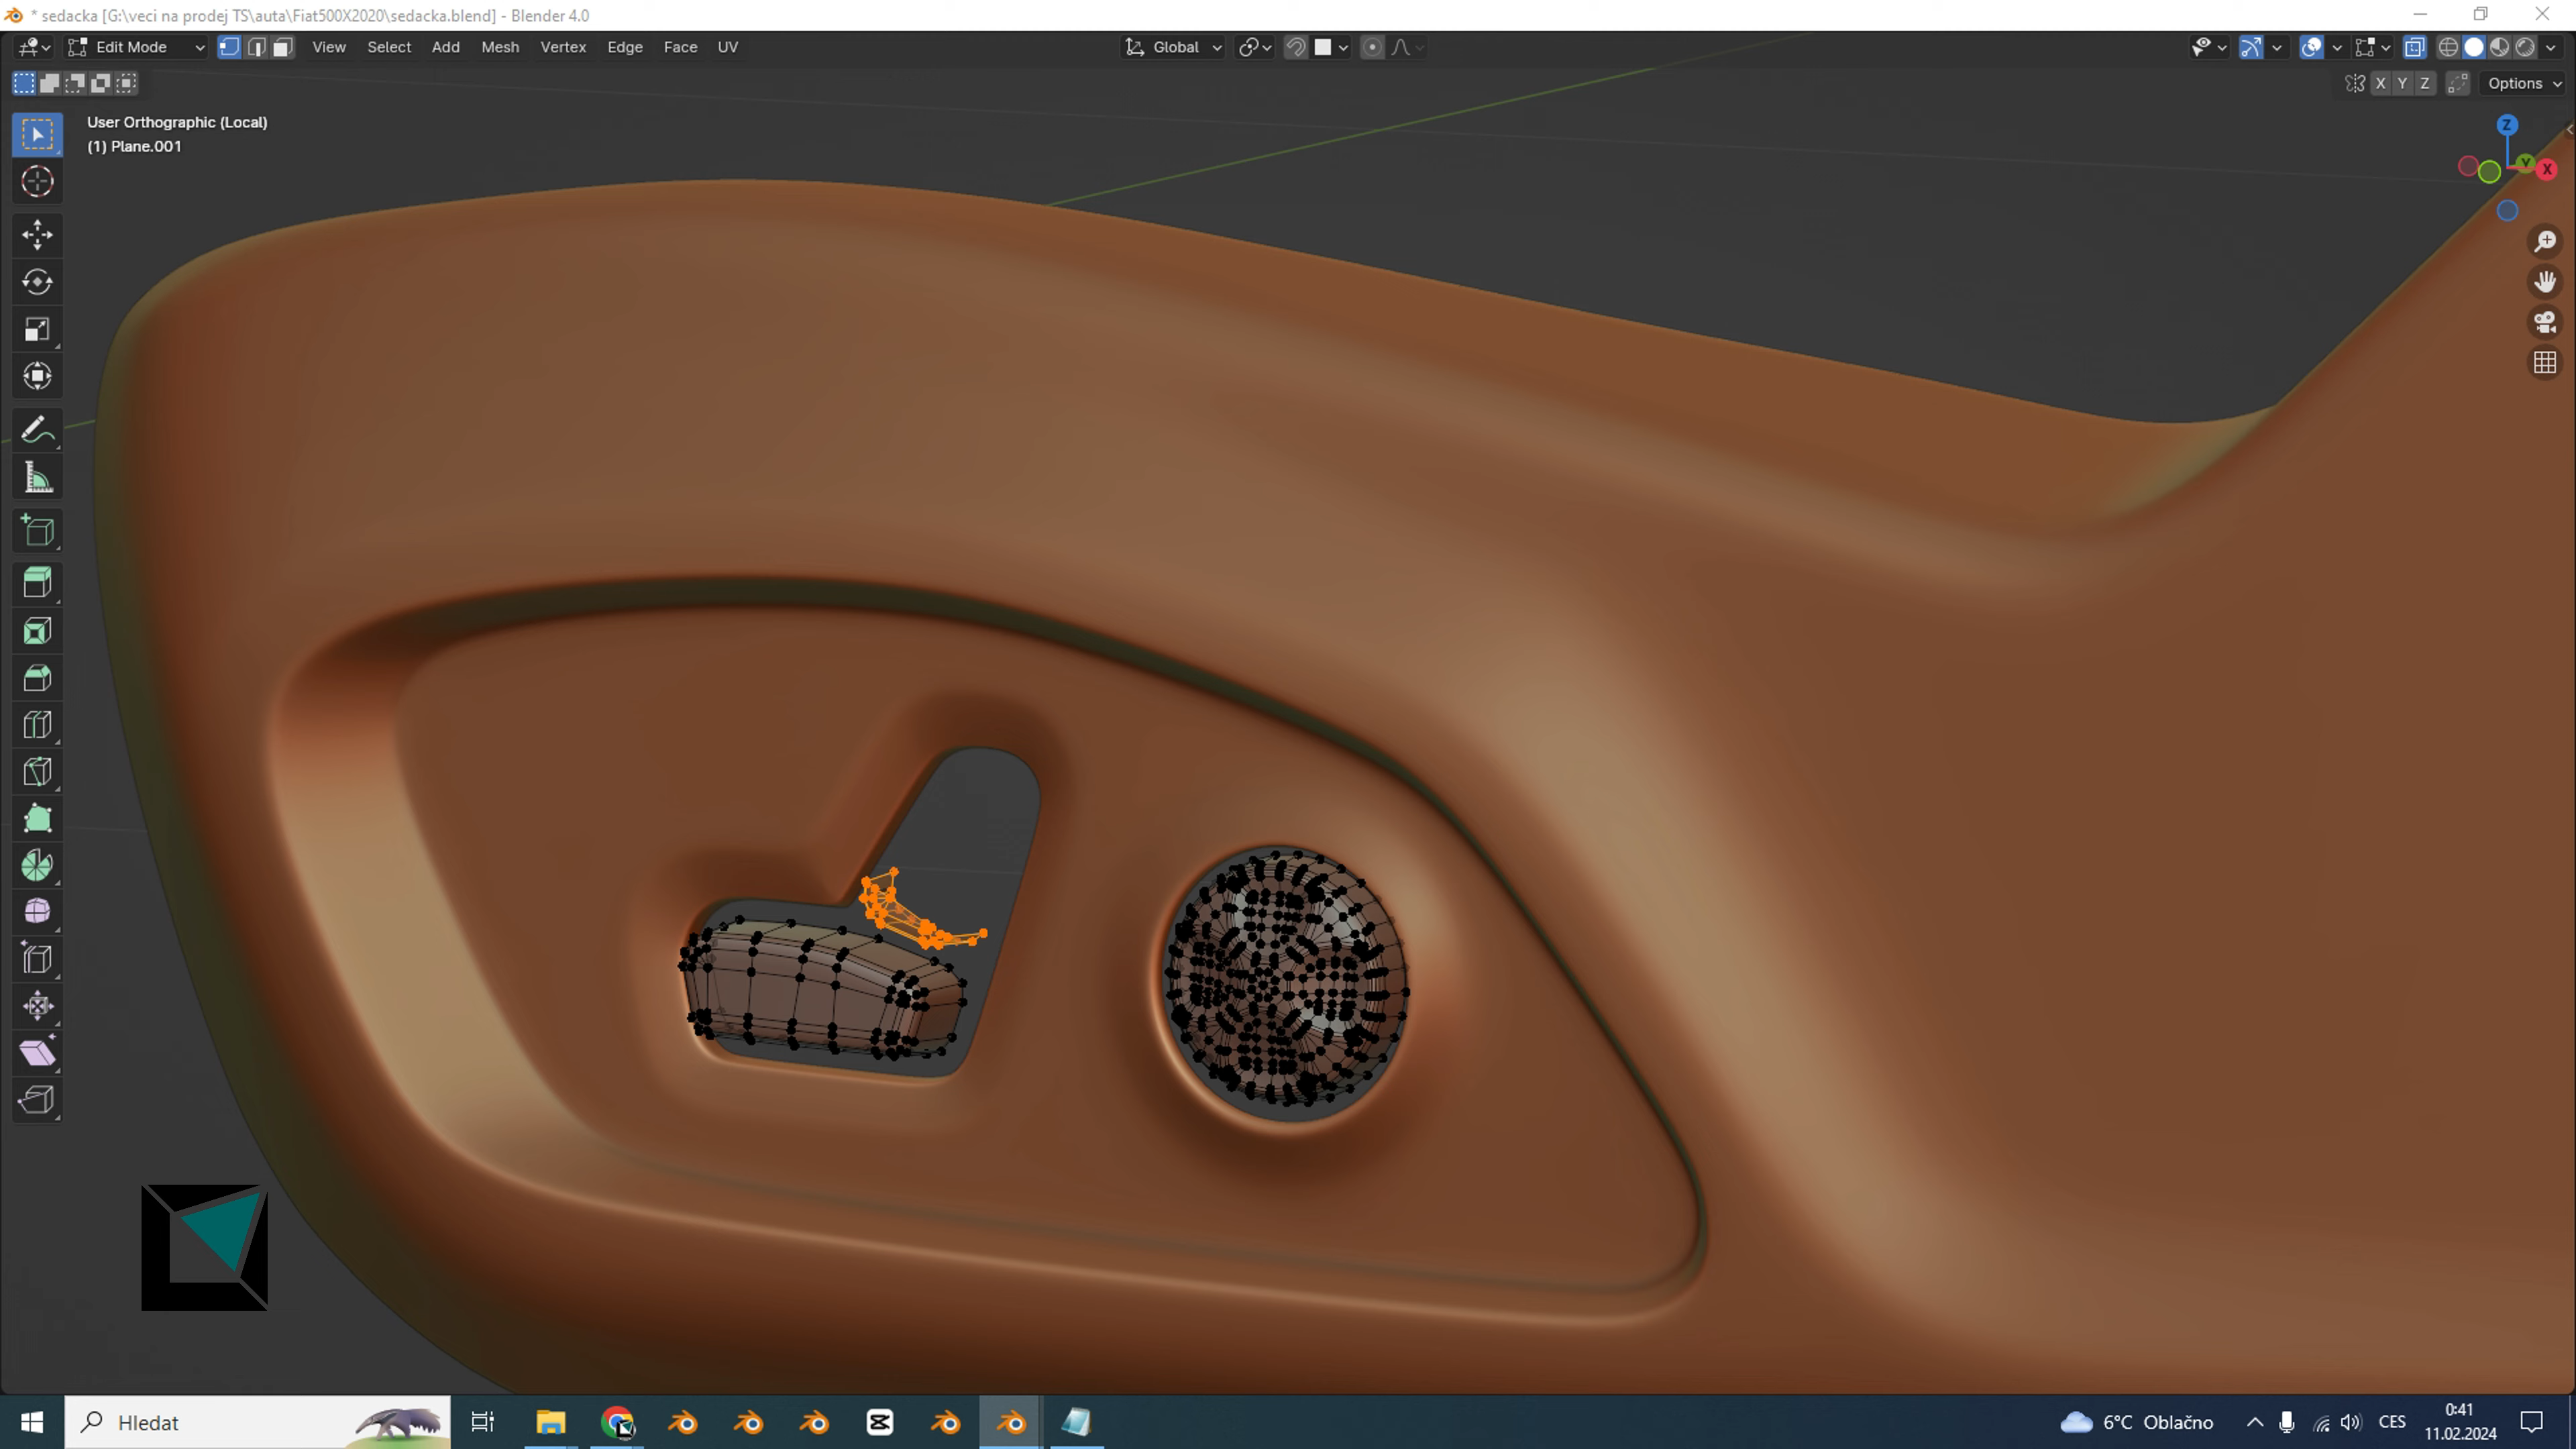 * sedacka [G:\veci na prodej TS\auta\Fiat500X2020\sedacka.blend] - Blender 4.0
Edit Mode View Select Add Mesh Vertex Edge Face UV Global
X Y Z Options
User Orthographic (Local)
(1) Plane.001
Z
Y
X
Hledat
6°C Oblačno
CES
0:41
11.02.2024